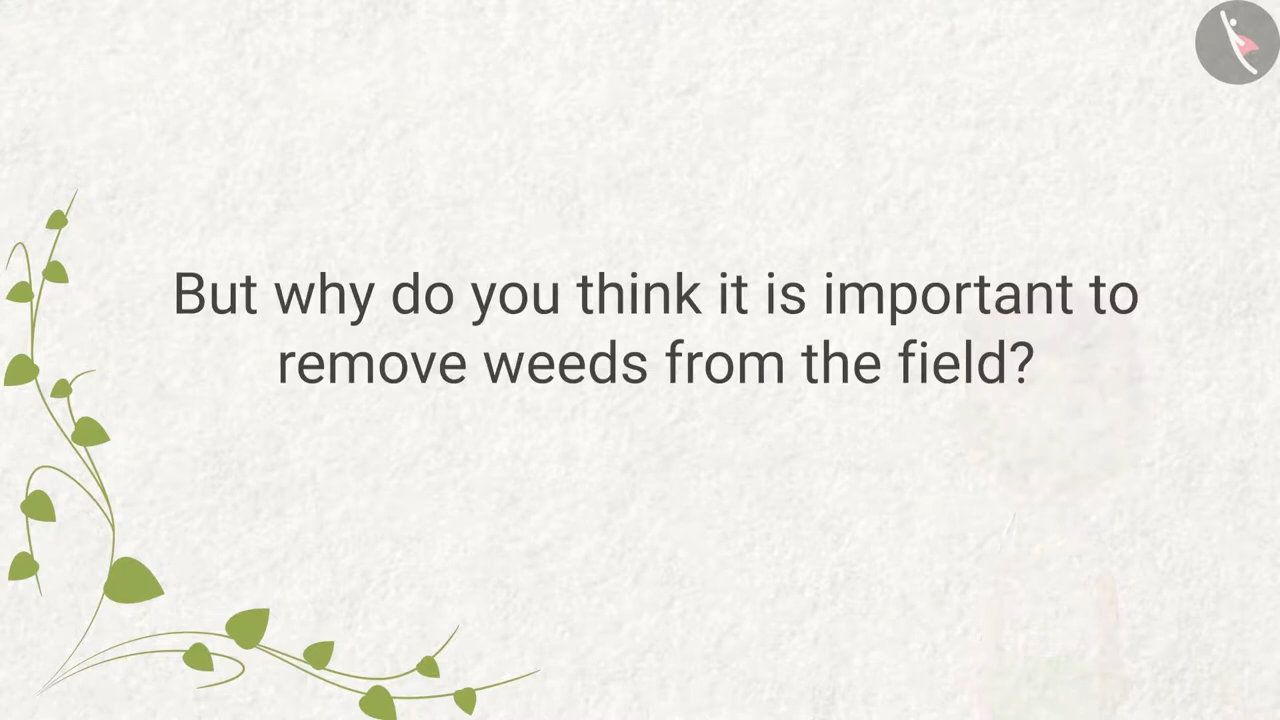 But why do you think it is important to
remove weeds from the field?